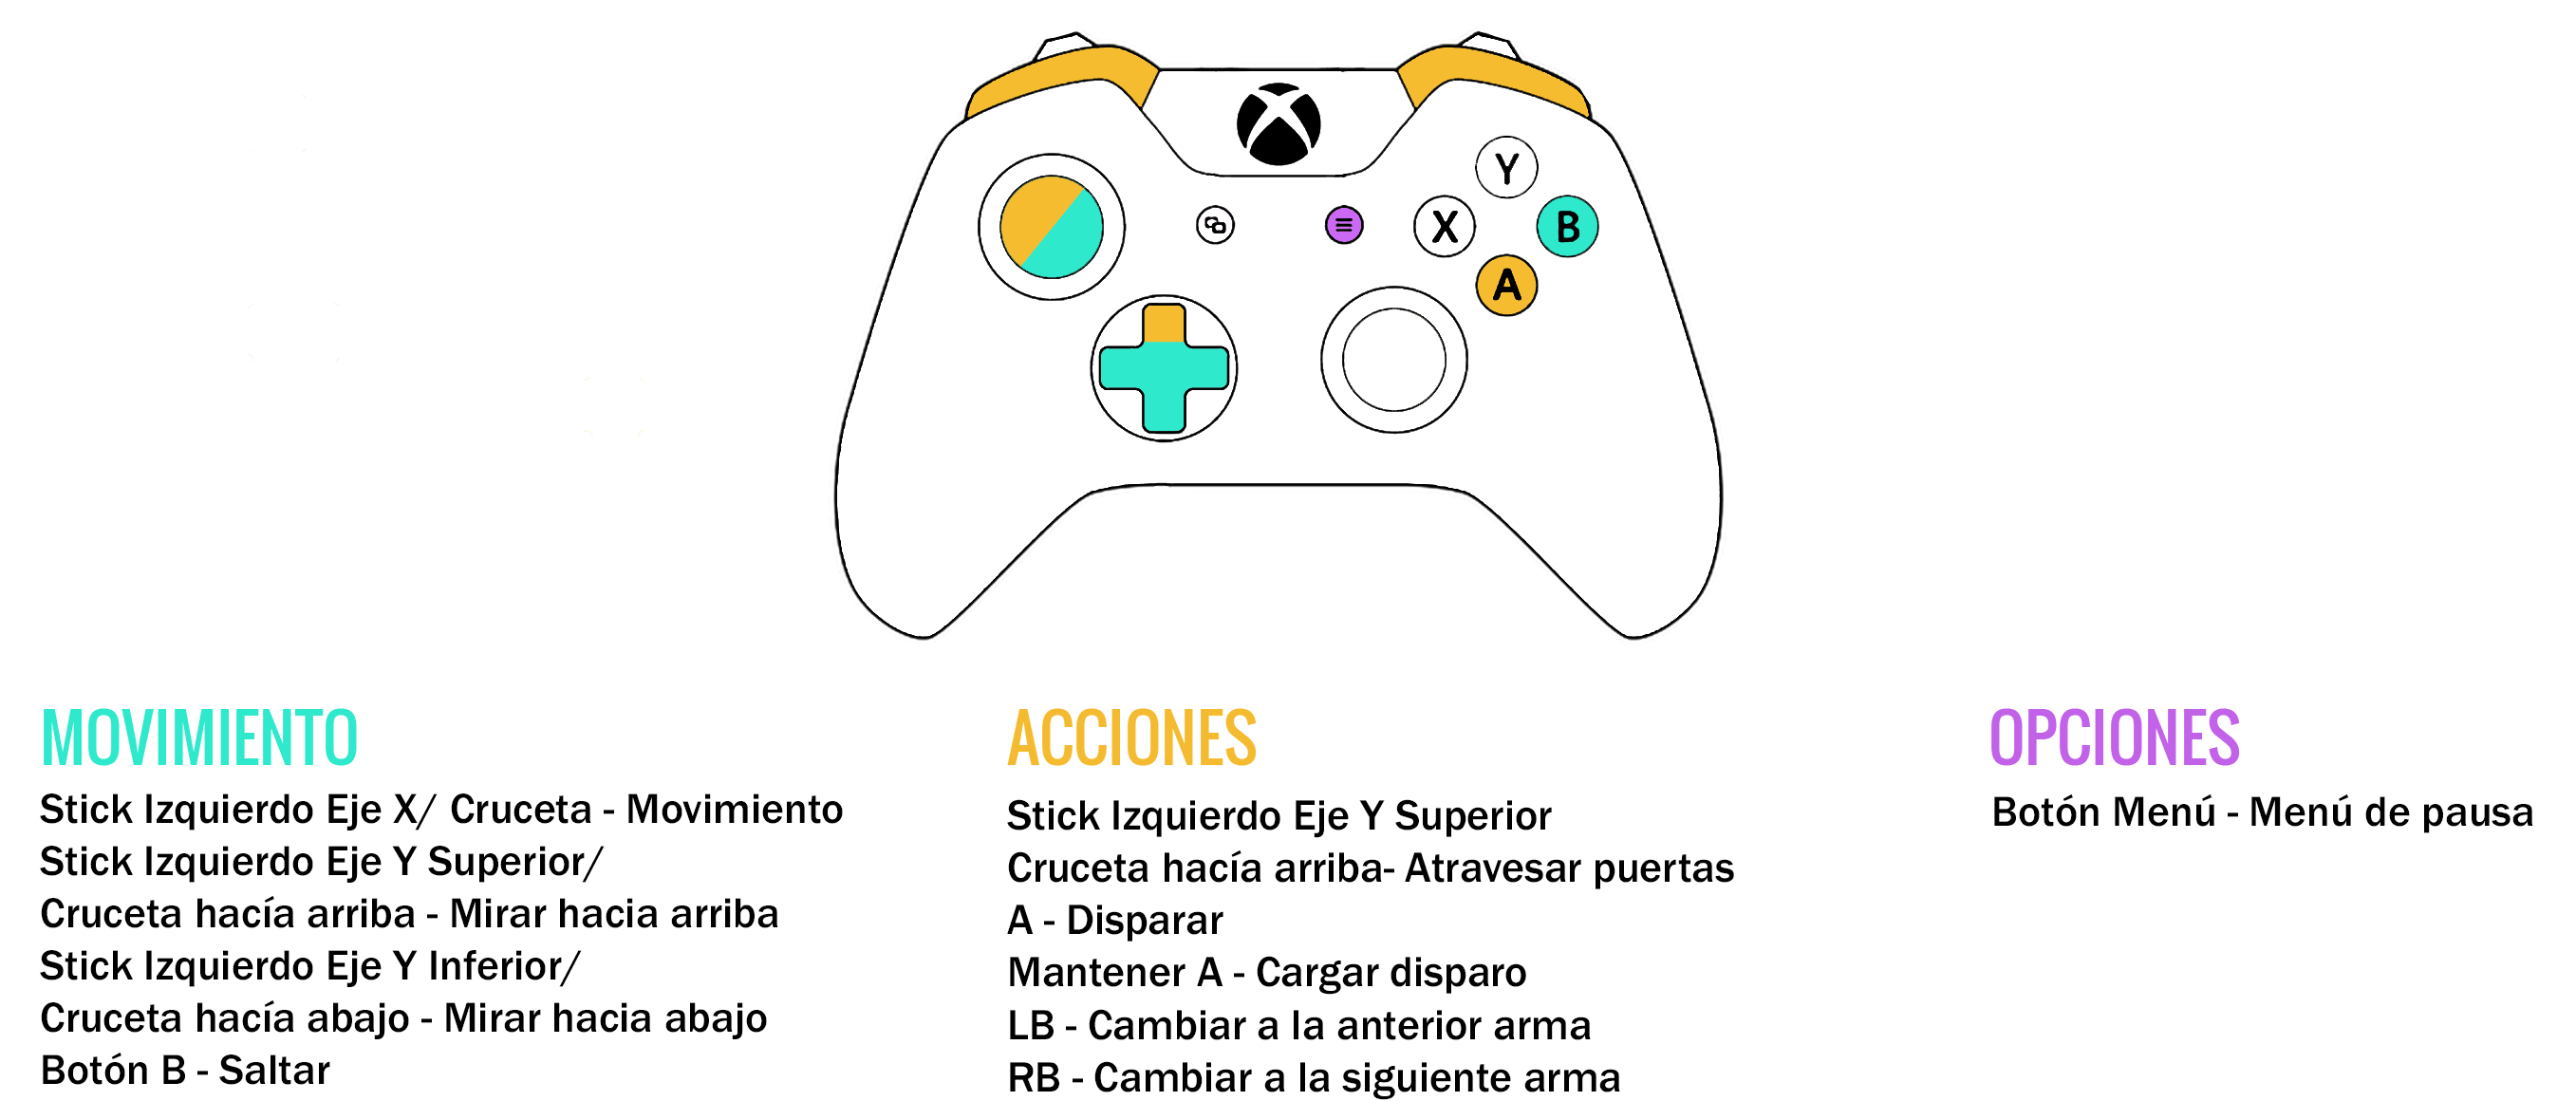 Y
X
B
A
MOVIMIENTO
Stick Izquierdo Eje X/ Cruceta - Movimiento
Stick Izquierdo Eje Y Superior/
Cruceta hacía arriba - Mirar hacia arriba
Stick Izquierdo Eje Y Inferior/
Cruceta hacía abajo - Mirar hacia abajo
Botón B - Saltar
ACCIONES
Stick Izquierdo Eje Y Superior
Cruceta hacía arriba- Atravesar puertas
A - Disparar
Mantener A - Cargar disparo
LB - Cambiar a la anterior arma
RB - Cambiar a la siguiente arma
OPCIONES
Botón Menú - Menú de pausa